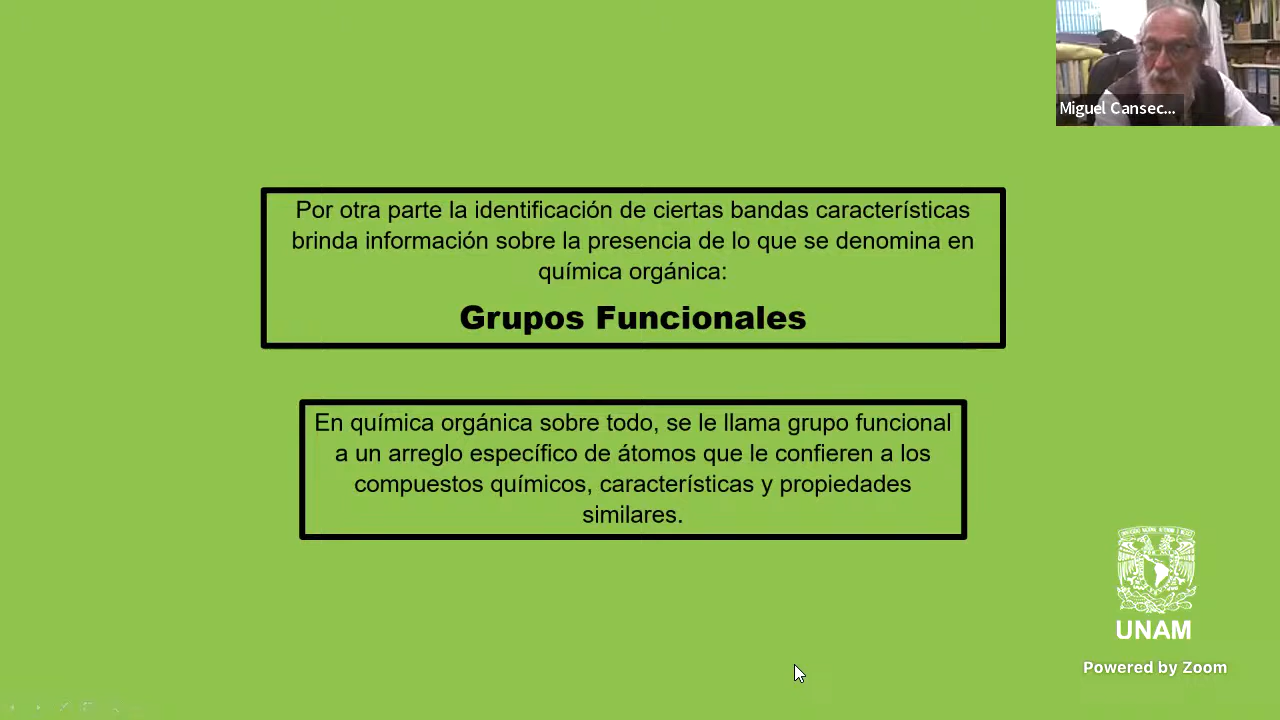 Miguel Cansec...
Por otra parte la identificación de ciertas bandas características
brinda información sobre la presencia de lo que se denomina en
química orgánica:
Grupos Funcionales
En química orgánica sobre todo, se le llama grupo funcional
a un arreglo específico de átomos que le confieren a los
compuestos químicos, características y propiedades
similares.
UNAM
Powered by Zoom